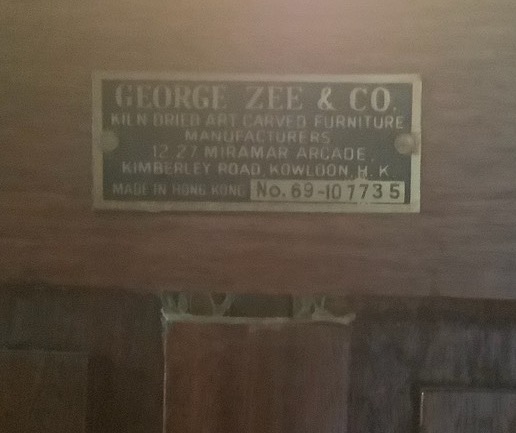 GEORGE ZEE & CO.
KILN DRIED ART CARVED FURNITURE
MANUFACTURERS
12-27 MIRAMAR ARCADE,
KIMBERLEY ROAD, KOWLOON, H. K.
MADE IN HONG KONG No. 69-107735